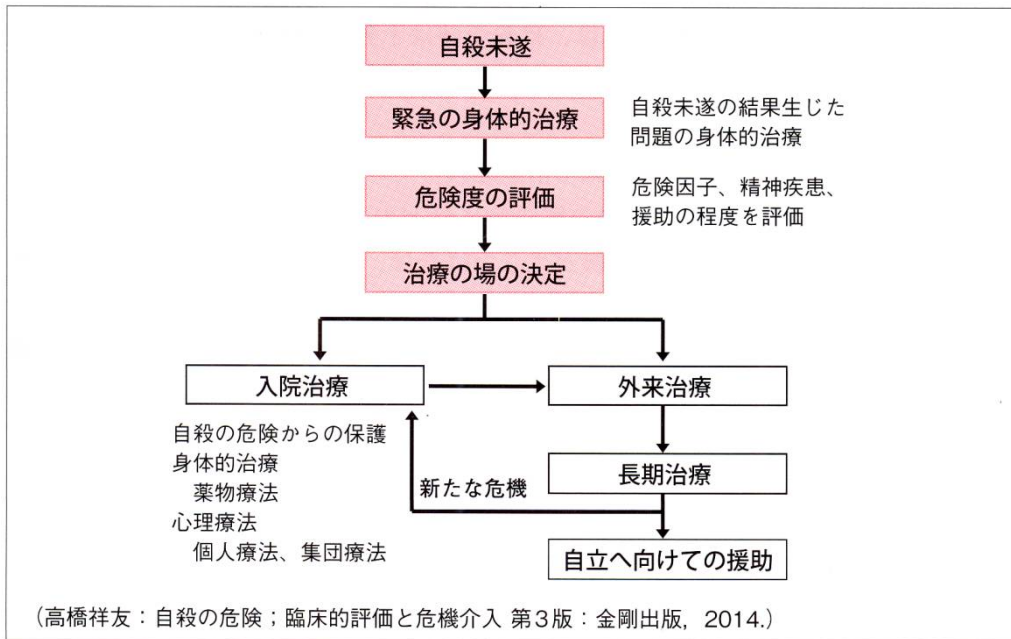 自殺未遂
緊急の身体的治療
自殺未遂の結果生じた
問題の身体的治療
危険度の評価
危険因子、精神疾患、
援助の程度を評価
治療の場の決定
入院治療
外来治療
自殺の危険からの保護
身体的治療
薬物療法
心理療法
個人療法、集団療法
新たな危機
長期治療
自立へ向けての援助
(高橋祥友:自殺の危険;臨床的評価と危機介入 第3版:金剛出版, 2014.)